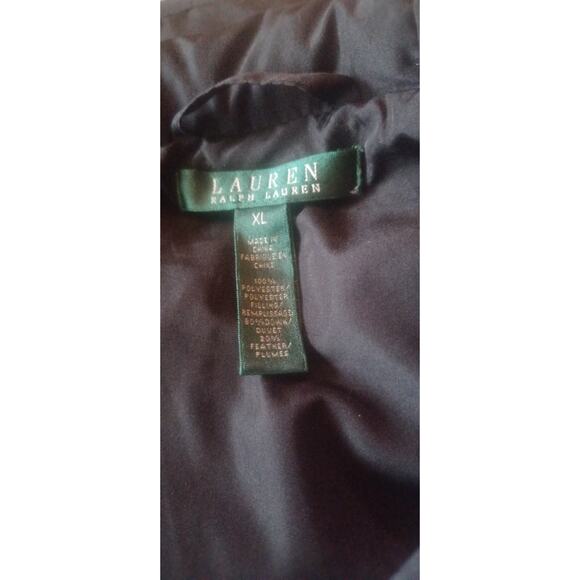 LAUREN
RALPH LAUREN
XL
MADE IN
CHINA
FABRIQUE EN
CHINE
100%
POLYESTER/
POLYESTER
FILLING/
REMPLISSAGE
80%DOWN/
DUVET
20%
FEATHER/
PLUMES